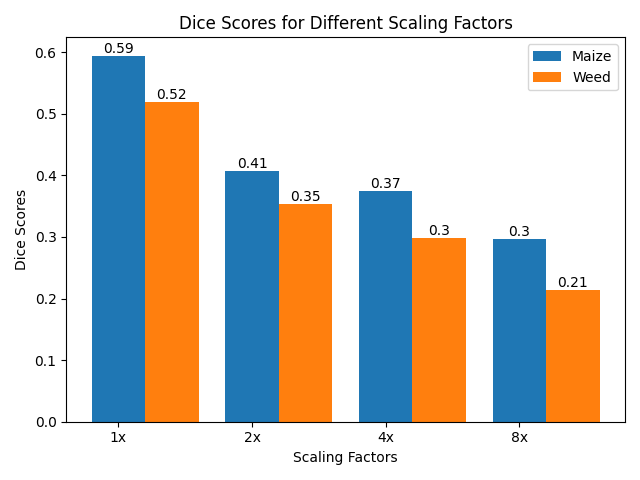 Dice Scores for Different Scaling Factors
Maize
Weed
0.59
0.52
0.41
0.35
0.37
0.3
0.3
0.21
0.6
0.5
0.4
0.3
0.2
0.1
0.0
Dice Scores
1x 2x 4x 8x
Scaling Factors